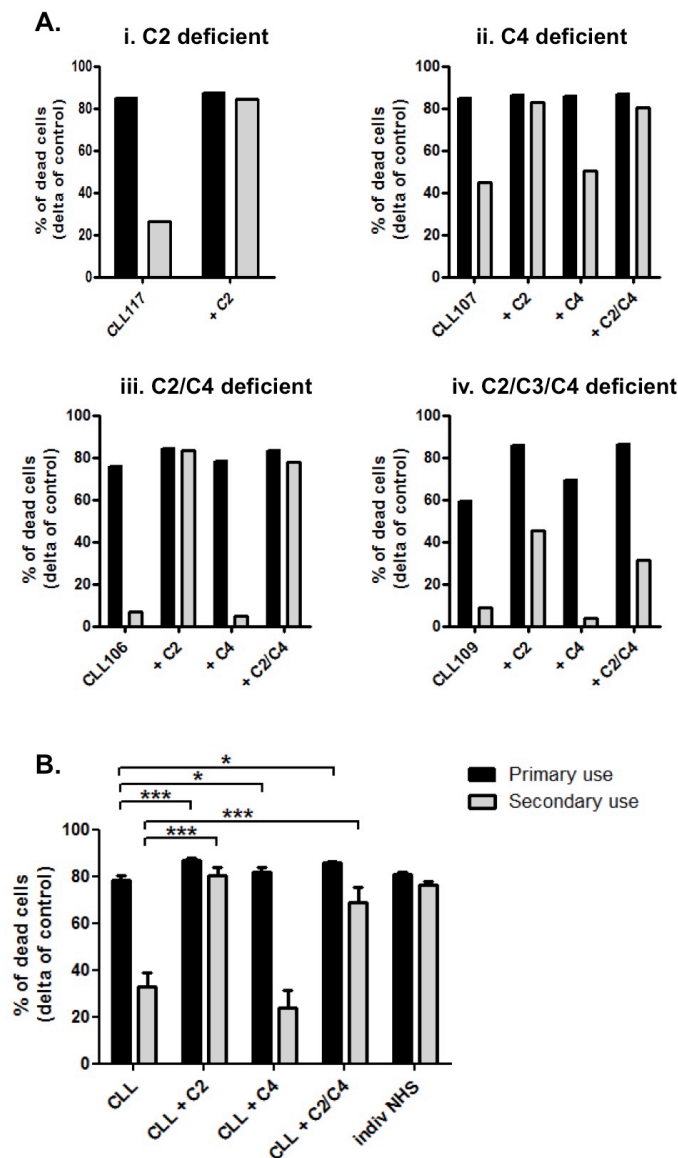 A.
i. C2 deficient
% of dead cells
(delta of control)
100
80
60
40
20
0
CLL117
+ C2
ii. C4 deficient
% of dead cells
(delta of control)
100
80
60
40
20
0
CLL107
+ C2
+ C4
+ C2/C4
iii. C2/C4 deficient
% of dead cells
(delta of control)
100
80
60
40
20
0
CLL106
+ C2
+ C4
+ C2/C4
iv. C2/C3/C4 deficient
% of dead cells
(delta of control)
100
80
60
40
20
0
CLL109
+ C2
+ C4
+ C2/C4
B.
*
*
***
***
***
Primary use
Secondary use
% of dead cells
(delta of control)
100
80
60
40
20
0
CLL
CLL + C2
CLL + C4
CLL + C2/C4
indiv NHS